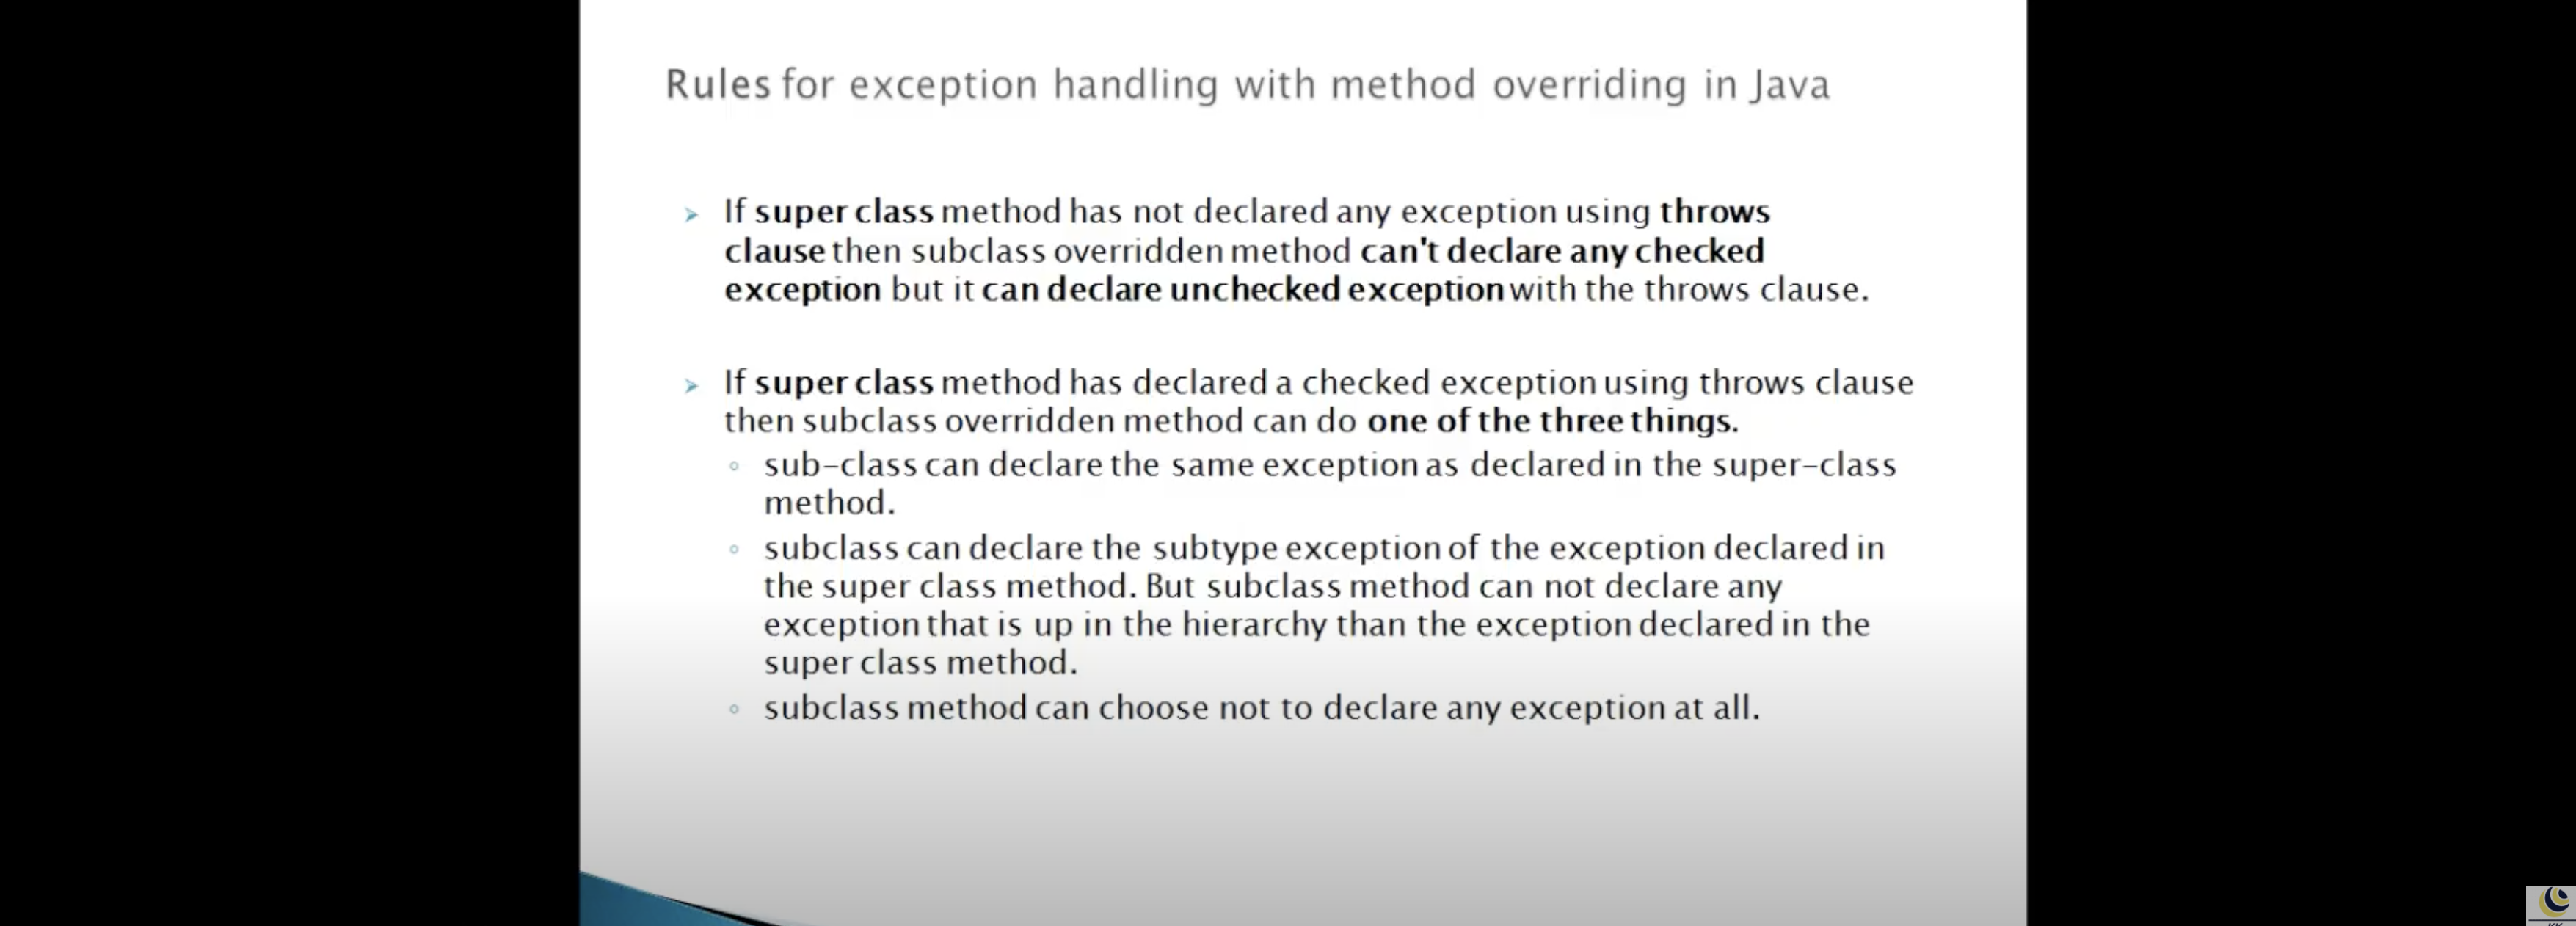 Rules for exception handling with method overriding in Java
If super class method has not declared any exception using throws
clause then subclass overridden method can't declare any checked
exception but it can declare unchecked exception with the throws clause.
If super class method has declared a checked exception using throws clause
then subclass overridden method can do one of the three things.
sub-class can declare the same exception as declared in the super-class
method.
subclass can declare the subtype exception of the exception declared in
the super class method. But subclass method can not declare any
exception that is up in the hierarchy than the exception declared in the
super class method.
subclass method can choose not to declare any exception at all.